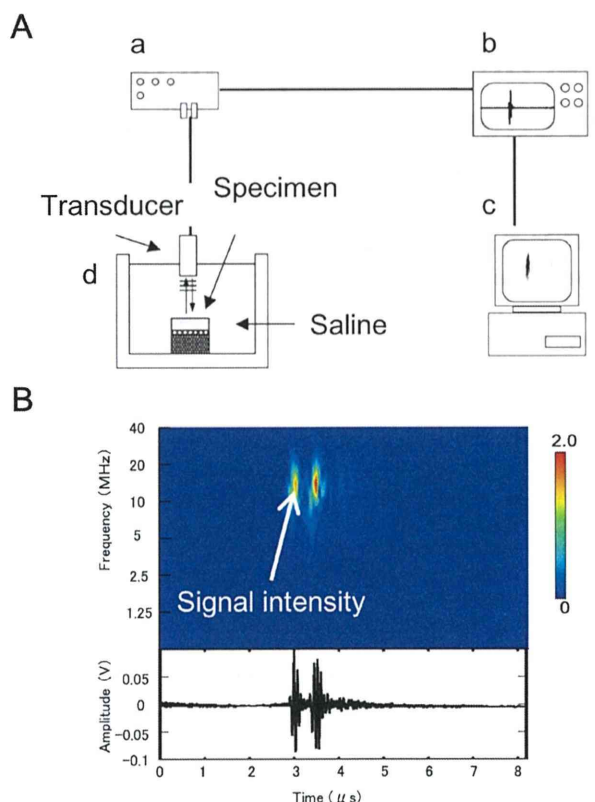 A
a
b
Specimen
Transducer
c
d
Saline
B
40
20
10
5
2.5
1.25
Frequency (MHz)
Signal intensity
2.0
0
0.05
0
-0.05
-0.1
Amplitude (V)
0 1 2 3 4 5 6 7 8
Time ( μ s)